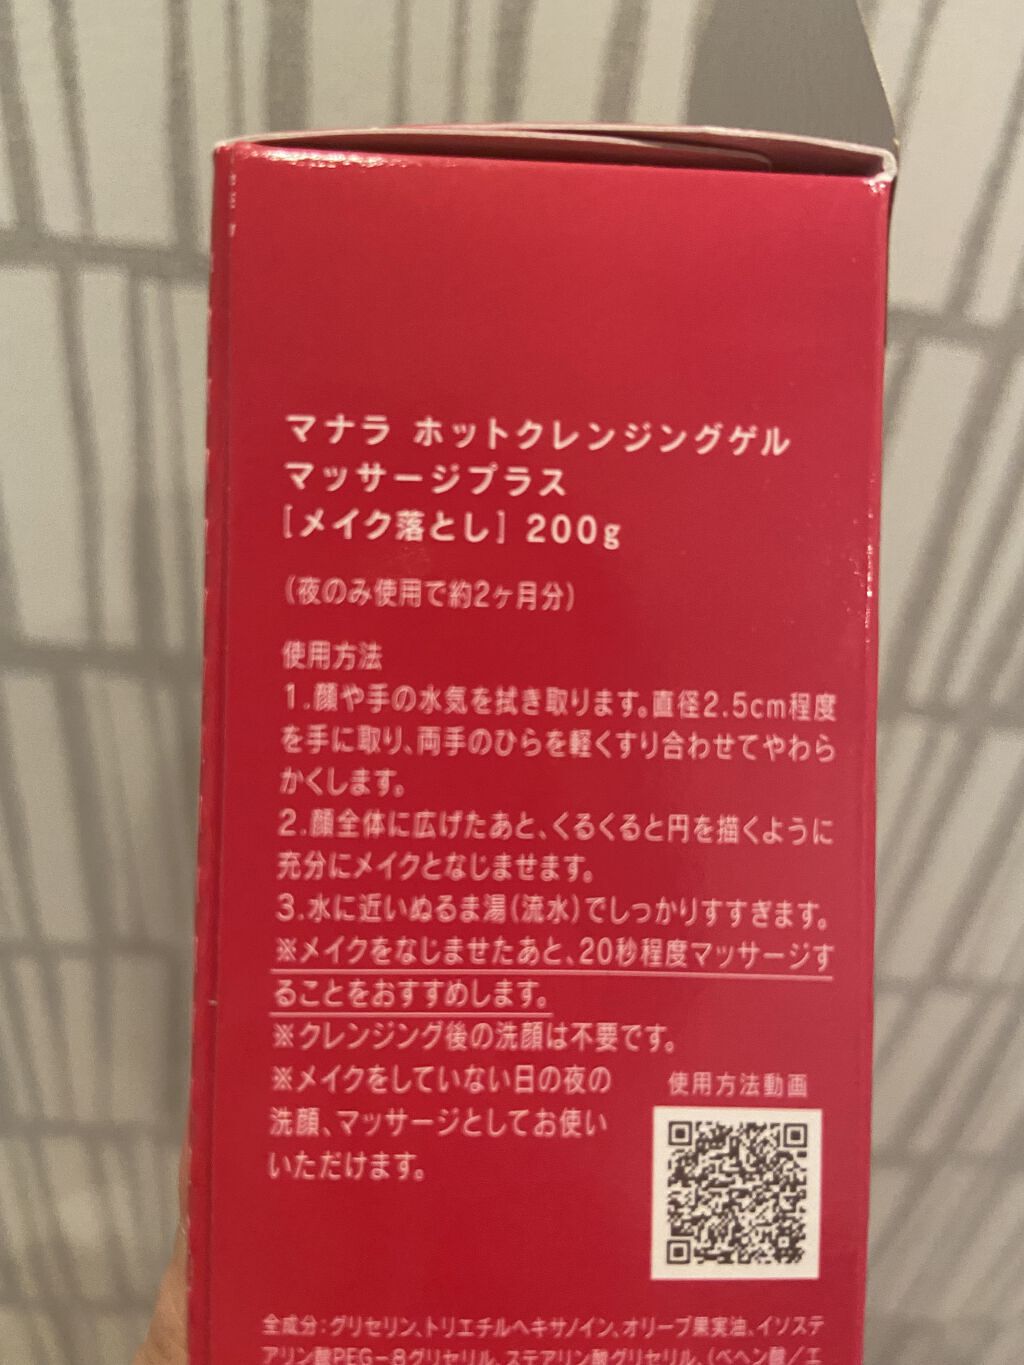 マナラ ホットクレンジングゲル
マッサージプラス
[メイク落とし] 200g
(夜のみ使用で約2ヶ月分)
使用方法
1.顔や手の水気を拭き取ります。直径2.5cm程度
を手に取り、両手のひらを軽くすり合わせてやわら
かくします。
2.顔全体に広げたあと、くるくると円を描くように
充分にメイクとなじませます。
3.水に近いぬるま湯(流水)でしっかりすすぎます。
※メイクをなじませたあと、20秒程度マッサージす
ることをおすすめします。
※クレンジング後の洗顔は不要です。
※メイクをしていない日の夜の
洗顔、マッサージとしてお使い
いただけます。
使用方法動画
全成分:グリセリン、トリエチルヘキサノイン、オリーブ果実油、イソステ
アリン酸PEG-8グリセリル、ステアリン酸グリセリル、(ベヘン酸/エ